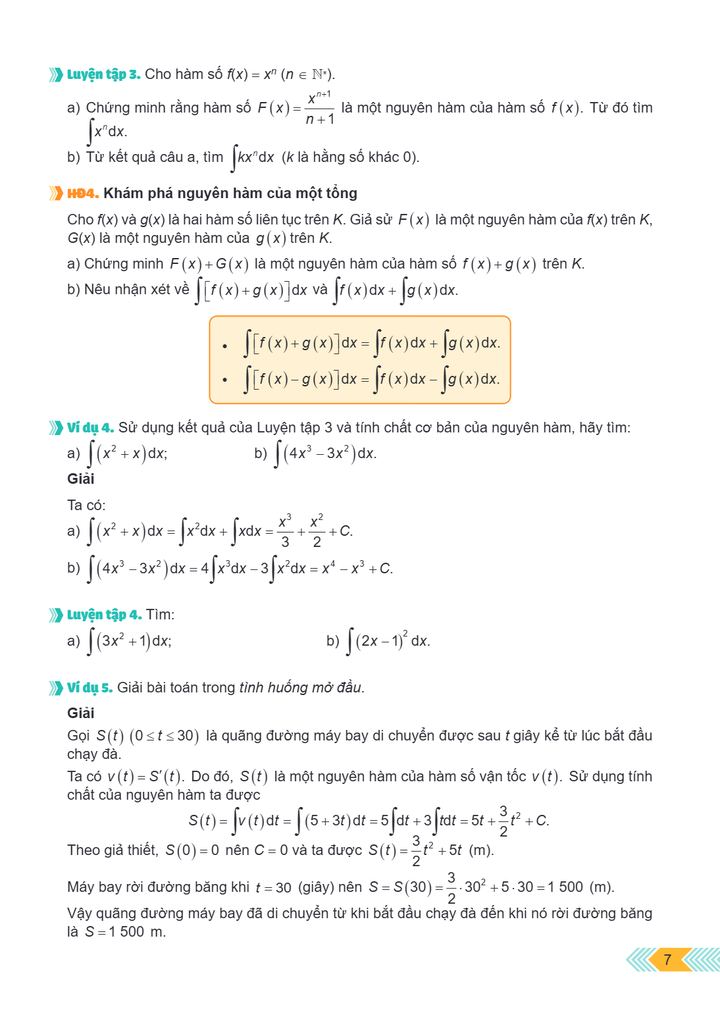 Luyện tập 3. Cho hàm số f(x) = xⁿ (n ∈ ℕ*).
a) Chứng minh rằng hàm số F(x) = xⁿ⁺¹/(n + 1) là một nguyên hàm của hàm số f(x). Từ đó tìm
∫xⁿdx.
b) Từ kết quả câu a, tìm ∫kxⁿdx (k là hằng số khác 0).
HĐ4. Khám phá nguyên hàm của một tổng
Cho f(x) và g(x) là hai hàm số liên tục trên K. Giả sử F(x) là một nguyên hàm của f(x) trên K,
G(x) là một nguyên hàm của g(x) trên K.
a) Chứng minh F(x) + G(x) là một nguyên hàm của hàm số f(x) + g(x) trên K.
b) Nêu nhận xét về ∫[f(x) + g(x)]dx và ∫f(x)dx + ∫g(x)dx.
• ∫[f(x) + g(x)]dx = ∫f(x)dx + ∫g(x)dx.
• ∫[f(x) − g(x)]dx = ∫f(x)dx − ∫g(x)dx.
Ví dụ 4. Sử dụng kết quả của Luyện tập 3 và tính chất cơ bản của nguyên hàm, hãy tìm:
a) ∫(x² + x)dx; b) ∫(4x³ − 3x²)dx.
Giải
Ta có:
a) ∫(x² + x)dx = ∫x²dx + ∫xdx = x³/3 + x²/2 + C.
b) ∫(4x³ − 3x²)dx = 4∫x³dx − 3∫x²dx = x⁴ − x³ + C.
Luyện tập 4. Tìm:
a) ∫(3x² + 1)dx; b) ∫(2x − 1)² dx.
Ví dụ 5. Giải bài toán trong tình huống mở đầu.
Giải
Gọi S(t) (0 ≤ t ≤ 30) là quãng đường máy bay di chuyển được sau t giây kể từ lúc bắt đầu
chạy đà.
Ta có v(t) = S′(t). Do đó, S(t) là một nguyên hàm của hàm số vận tốc v(t). Sử dụng tính
chất của nguyên hàm ta được
S(t) = ∫v(t)dt = ∫(5 + 3t)dt = 5∫dt + 3∫tdt = 5t + 3/2 t² + C.
Theo giả thiết, S(0) = 0 nên C = 0 và ta được S(t) = 3/2 t² + 5t (m).
Máy bay rời đường băng khi t = 30 (giây) nên S = S(30) = 3/2 · 30² + 5 · 30 = 1 500 (m).
Vậy quãng đường máy bay đã di chuyển từ khi bắt đầu chạy đà đến khi nó rời đường băng
là S = 1 500 m.
7